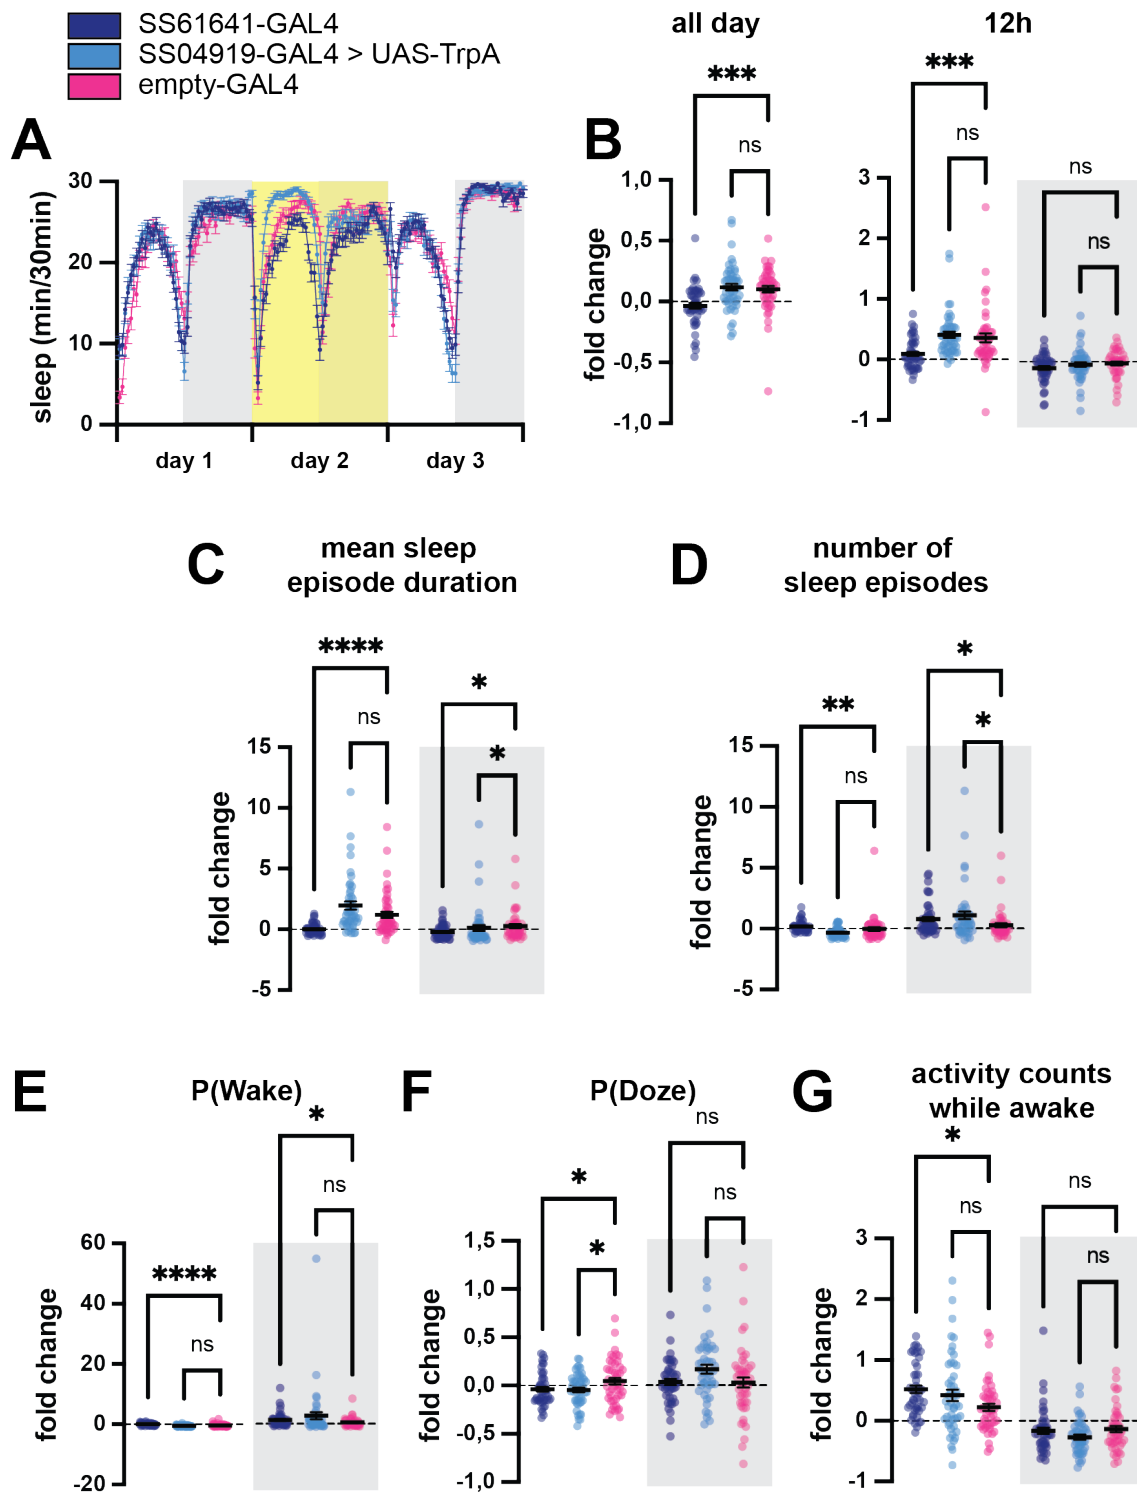 SS61641-GAL4
SS04919-GAL4 > UAS-TrpA
empty-GAL4
A
sleep (min/30min)
30
20
10
0
day 1
day 2
day 3
B
all day
12h
***
ns
fold change
1,0
0,5
0,0
-0,5
-1,0
***
ns
ns
ns
3
2
1
0
-1
C
mean sleep
episode duration
****
ns
*
*
fold change
15
10
5
0
-5
D
number of
sleep episodes
**
ns
*
*
fold change
15
10
5
0
-5
E
P(Wake)
*
ns
****
ns
fold change
60
40
20
0
-20
F
P(Doze)
ns
ns
*
*
fold change
1,5
1,0
0,5
0,0
-0,5
-1,0
G
activity counts
while awake
*
ns
ns
ns
fold change
3
2
1
0
-1